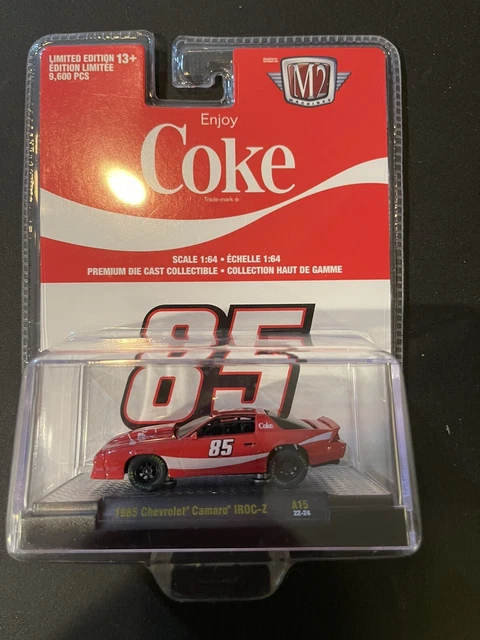 LIMITED EDITION 13+
ÉDITION LIMITÉE
9,600 PCS
M2
MACHINES
Enjoy
Coke
Trade-mark ®
SCALE 1:64 • ÉCHELLE 1:64
PREMIUM DIE CAST COLLECTIBLE • COLLECTION HAUT DE GAMME
85
Coke
85
1985 Chevrolet® Camaro® IROC-Z
A15
22-24